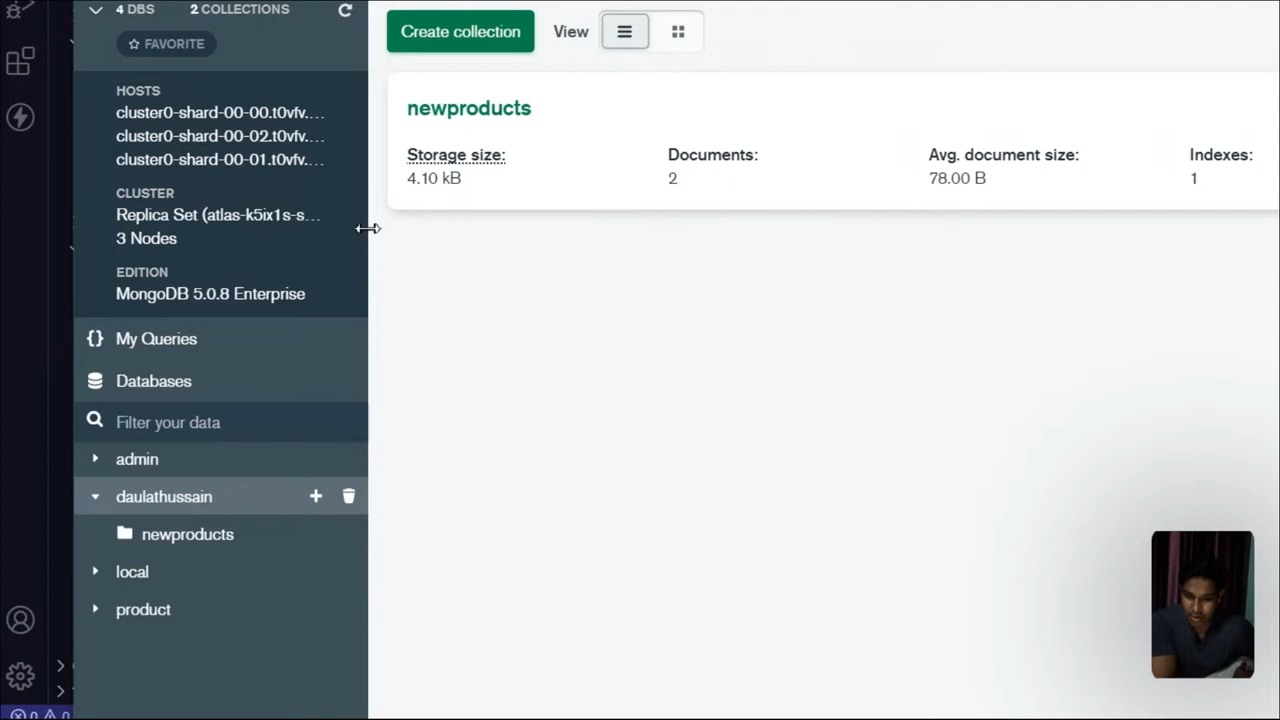 4 DBS 2 COLLECTIONS
FAVORITE
HOSTS
cluster0-shard-00-00.t0vfv....
cluster0-shard-00-02.t0vfv....
cluster0-shard-00-01.t0vfv....
CLUSTER
Replica Set (atlas-k5ix1s-s...
3 Nodes
EDITION
MongoDB 5.0.8 Enterprise
{} My Queries
Databases
Filter your data
admin
daulathussain
newproducts
local
product
Create collection View
newproducts
Storage size: Documents: Avg. document size: Indexes:
4.10 kB 2 78.00 B 1
0 0